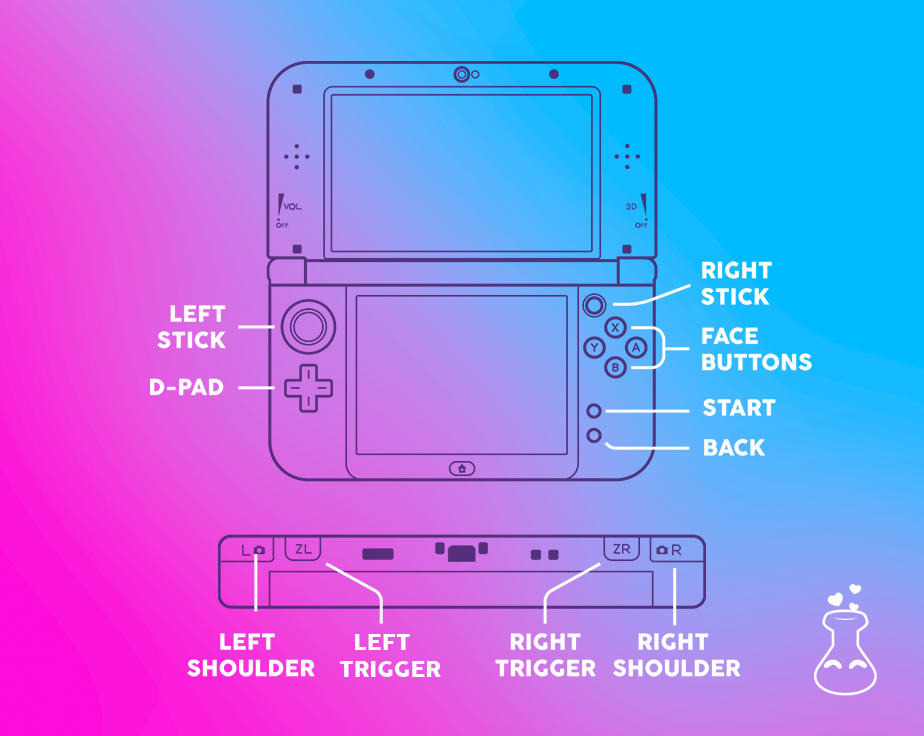 VOL.
OFF
3D
OFF
RIGHT
STICK
LEFT
STICK
X
Y
A
B
FACE
BUTTONS
D-PAD
START
BACK
L
ZL
ZR
R
LEFT
SHOULDER
LEFT
TRIGGER
RIGHT
TRIGGER
RIGHT
SHOULDER